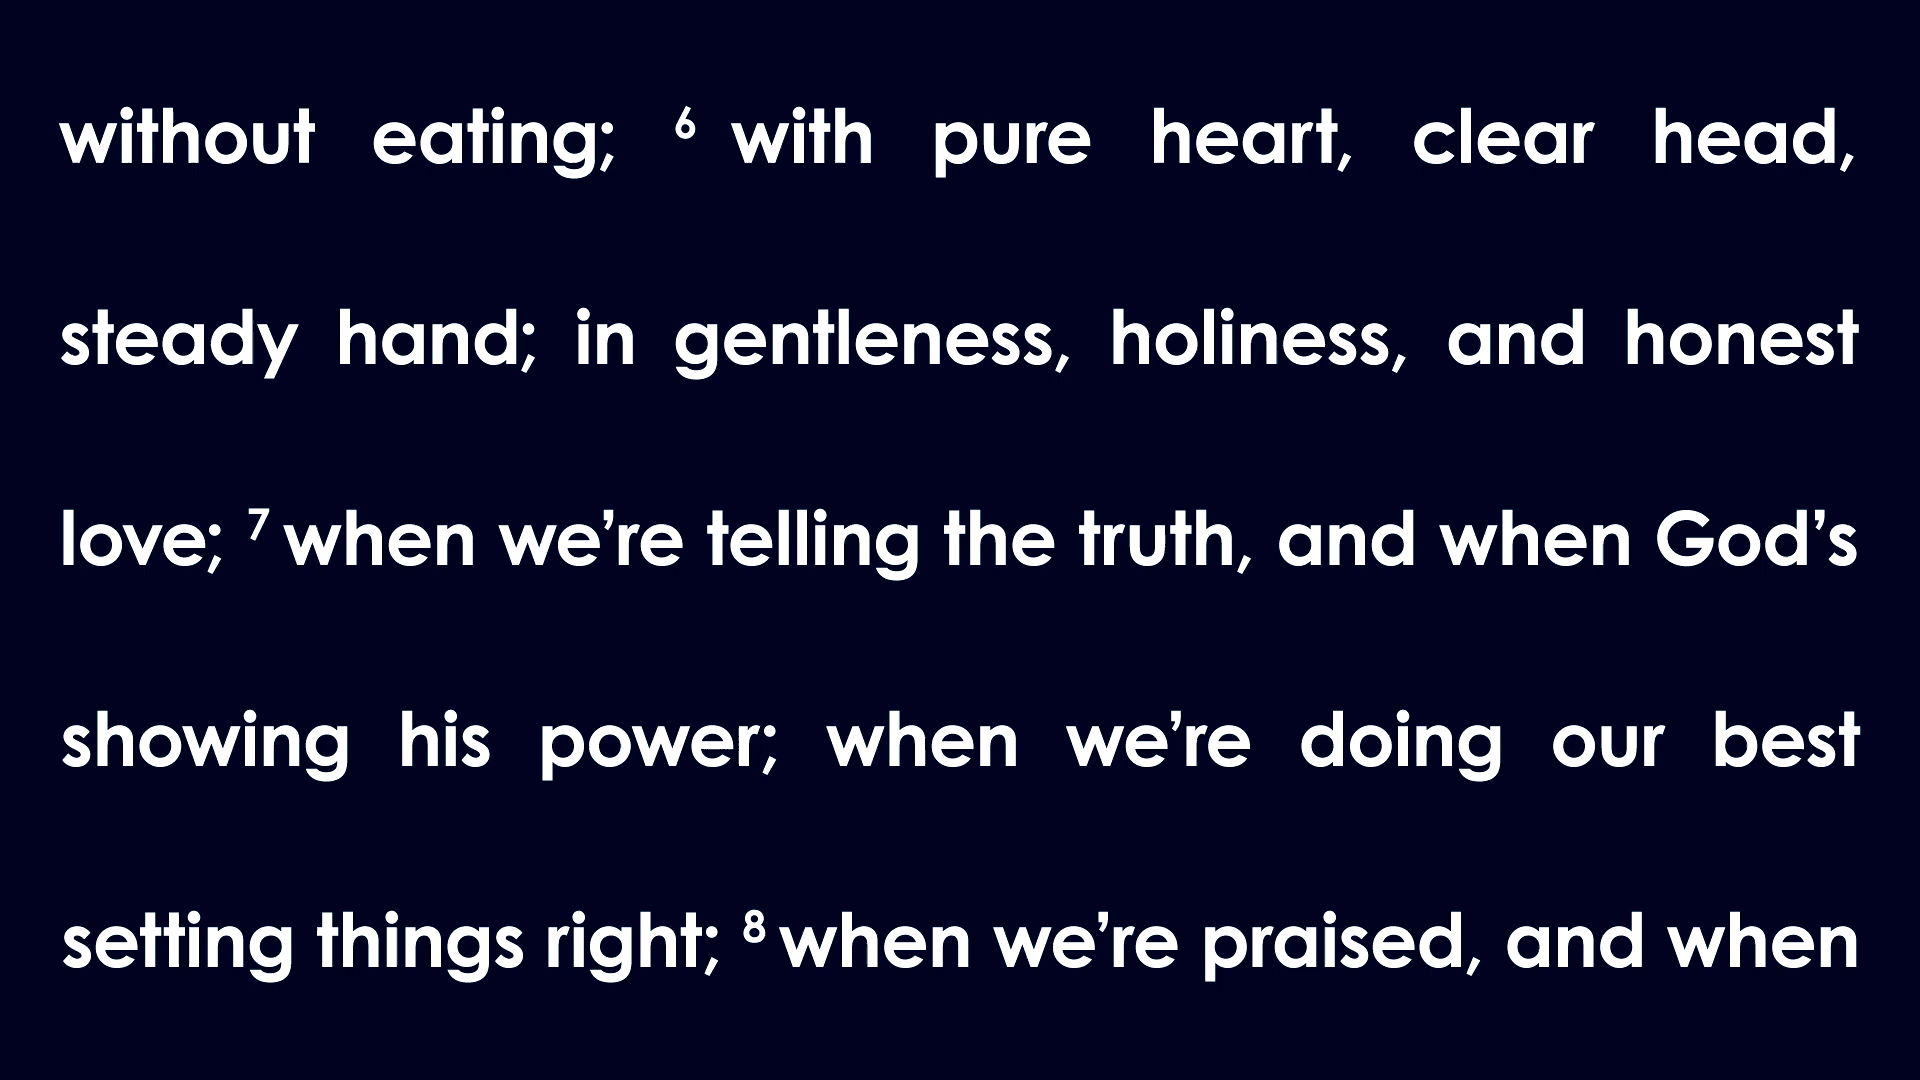 without eating; ⁶ with pure heart, clear head,
steady hand; in gentleness, holiness, and honest
love; ⁷ when we’re telling the truth, and when God’s
showing his power; when we’re doing our best
setting things right; ⁸ when we’re praised, and when